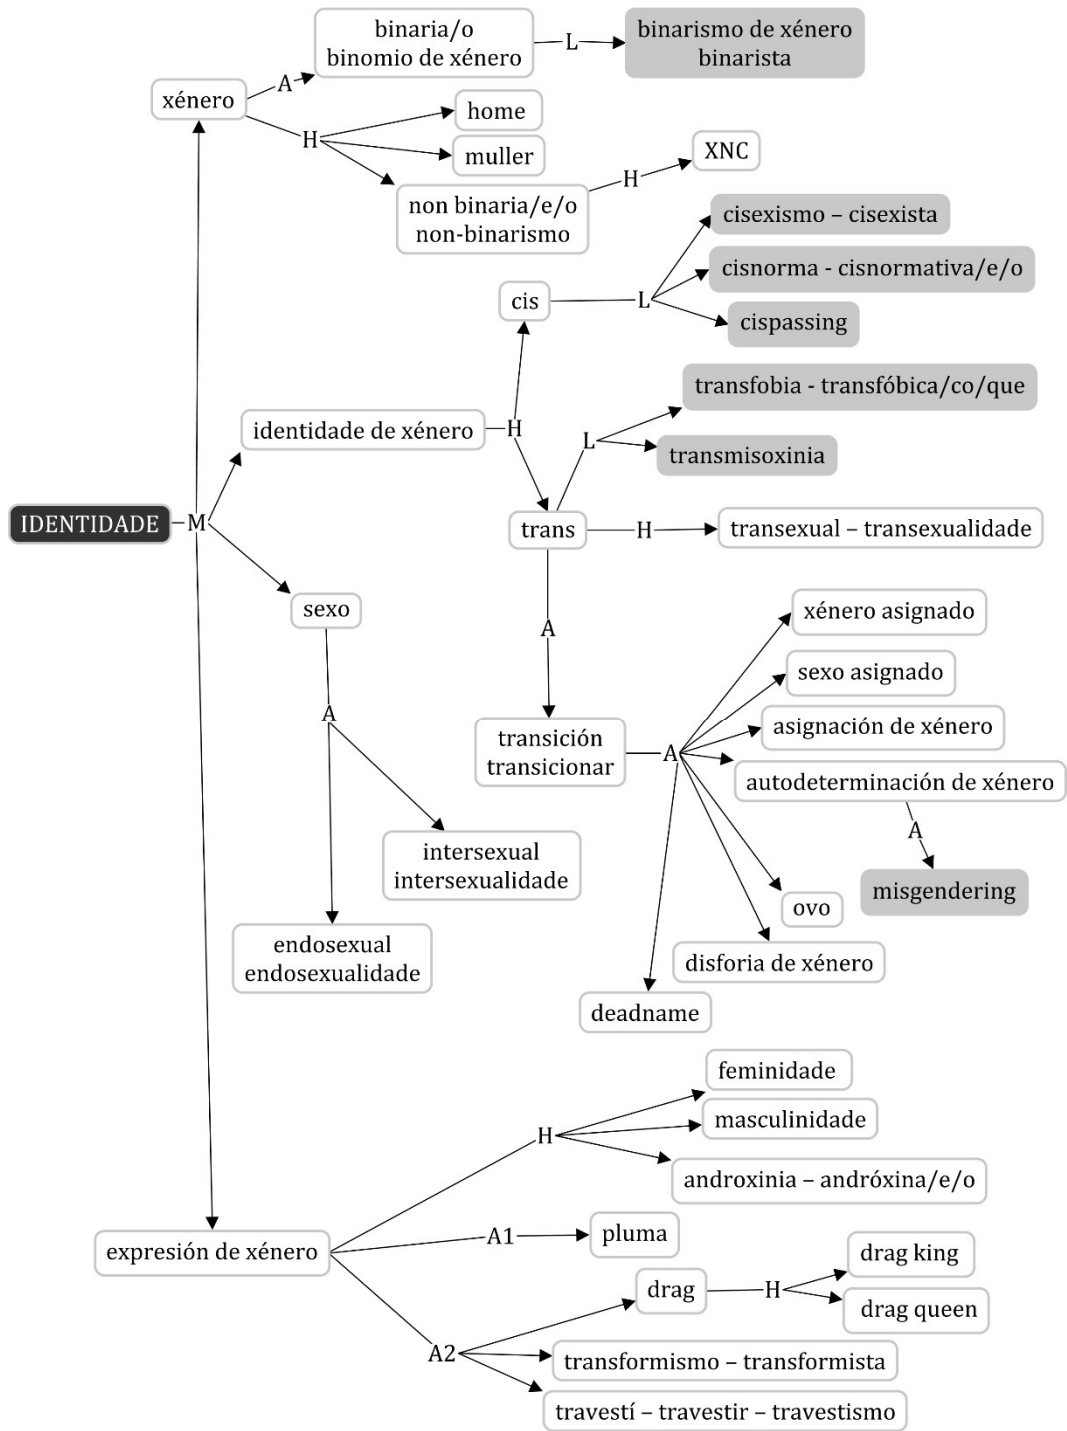 binaria/o
binomio de xénero
L
binarismo de xénero
binarista
xénero
A
H
home
muller
non binaria/e/o
non-binarismo
H
XNC
cis
L
cisexismo – cisexista
cisnorma - cisnormativa/e/o
cispassing
identidade de xénero
H
L
transfobia - transfóbica/co/que
transmisoxinia
IDENTIDADE
M
trans
H
transexual – transexualidade
sexo
A
A
transición
transicionar
A
xénero asignado
sexo asignado
asignación de xénero
autodeterminación de xénero
A
misgendering
ovo
disforia de xénero
deadname
intersexual
intersexualidade
endosexual
endosexualidade
expresión de xénero
H
feminidade
masculinidade
androxinia – andróxina/e/o
A1
pluma
A2
drag
H
drag king
drag queen
transformismo – transformista
travestí – travestir – travestismo